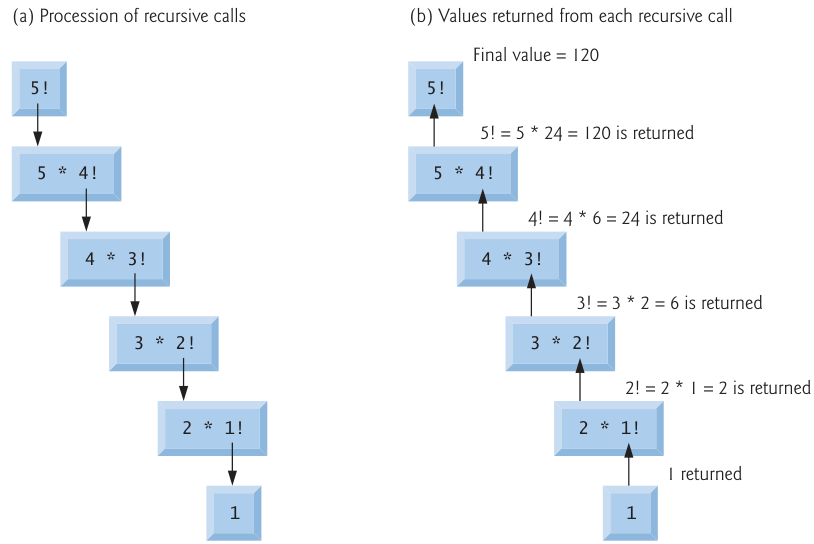 (a) Procession of recursive calls
5!
5 * 4!
4 * 3!
3 * 2!
2 * 1!
1
(b) Values returned from each recursive call
Final value = 120
5!
5! = 5 * 24 = 120 is returned
5 * 4!
4! = 4 * 6 = 24 is returned
4 * 3!
3! = 3 * 2 = 6 is returned
3 * 2!
2! = 2 * 1 = 2 is returned
2 * 1!
1 returned
1